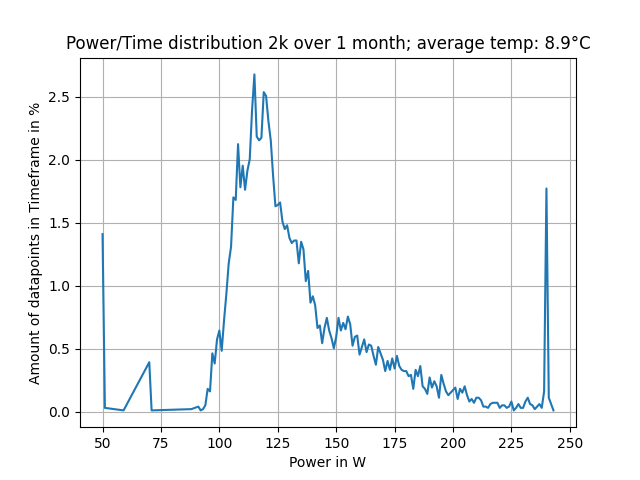 Power/Time distribution 2k over 1 month; average temp: 8.9°C
Amount of datapoints in Timeframe in %
2.5
2.0
1.5
1.0
0.5
0.0
50 75 100 125 150 175 200 225 250
Power in W